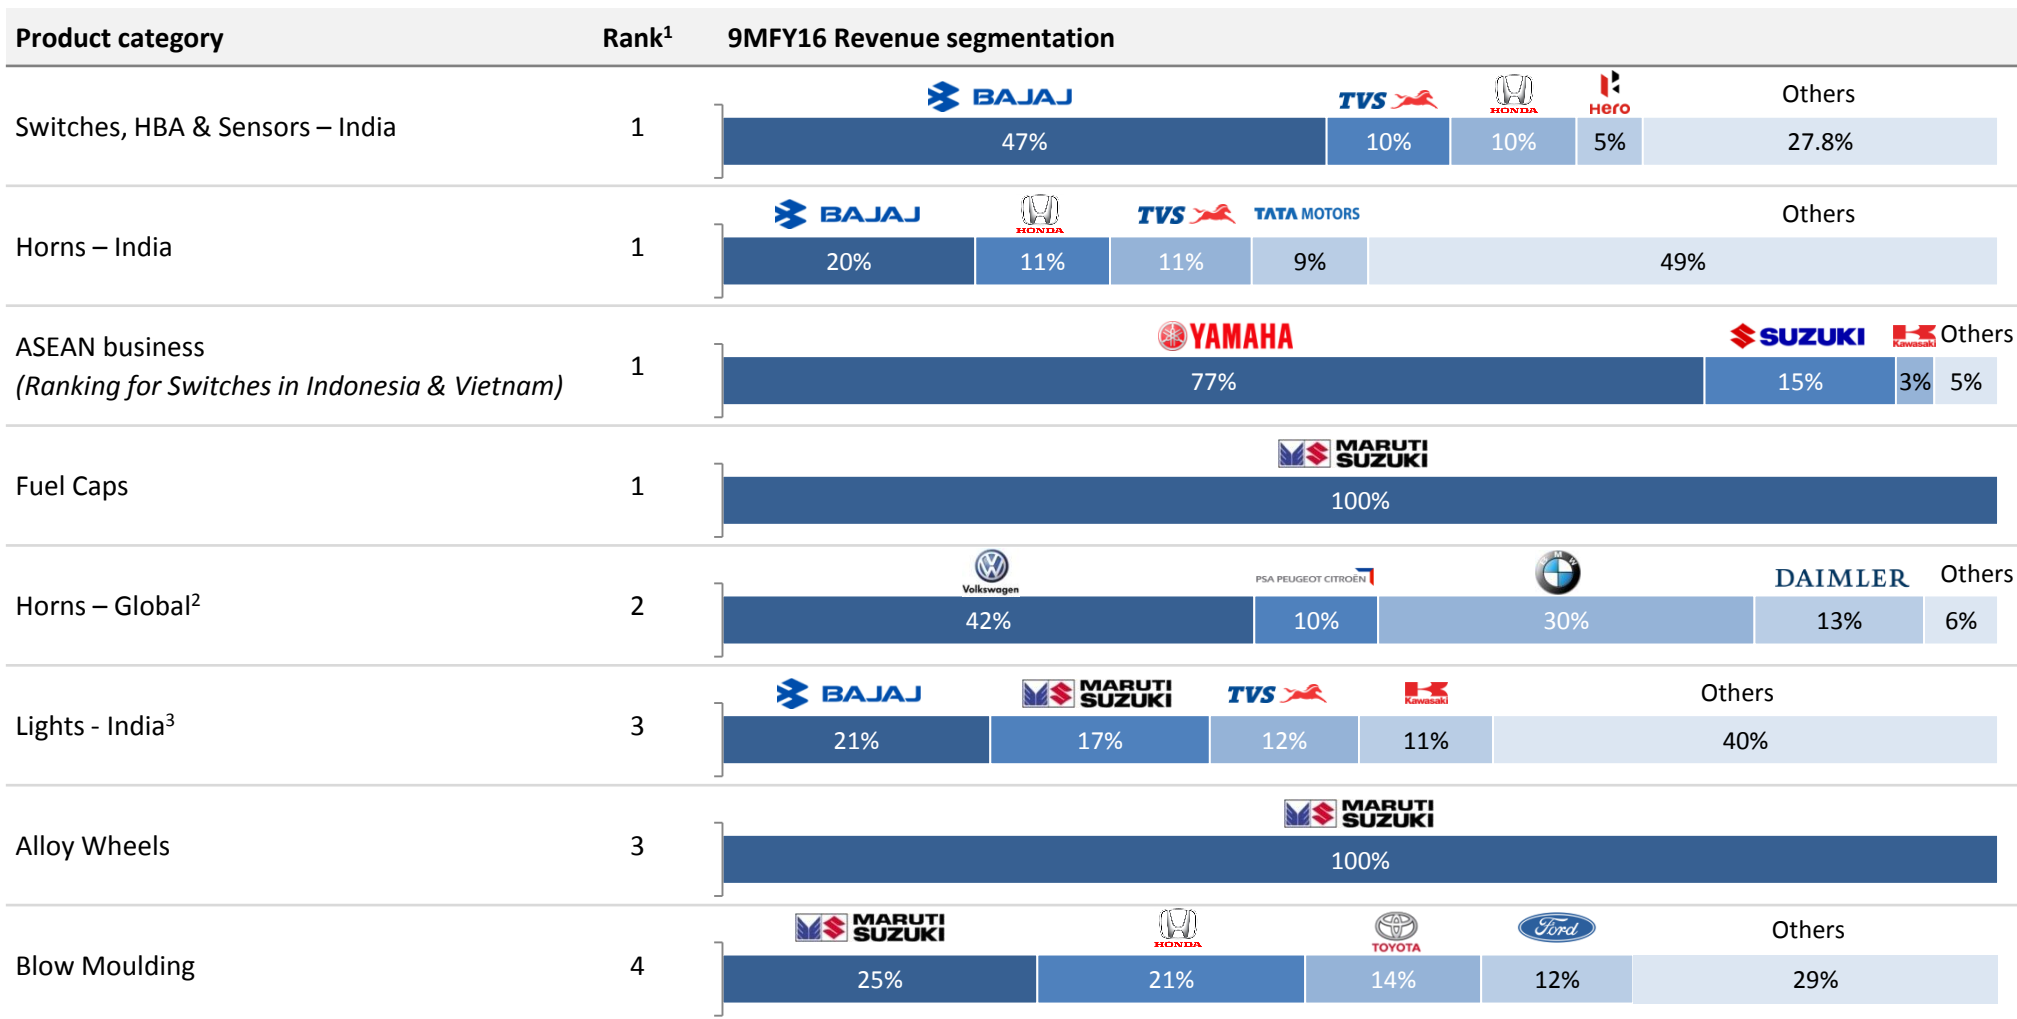 Product category Rank1 9MFY16 Revenue segmentation
BAJAJ TVS HONDA Hero Others
Switches, HBA & Sensors – India 1 47% 10% 10% 5% 27.8%
BAJAJ HONDA TVS TATA MOTORS Others
Horns – India 1 20% 11% 11% 9% 49%
YAMAHA SUZUKI Kawasaki Others
ASEAN business
(Ranking for Switches in Indonesia & Vietnam) 1 77% 15% 3% 5%
MARUTI
SUZUKI
Fuel Caps 1 100%
Volkswagen PSA PEUGEOT CITROËN BMW DAIMLER Others
Horns – Global2 2 42% 10% 30% 13% 6%
BAJAJ MARUTI SUZUKI TVS Kawasaki Others
Lights - India3 3 21% 17% 12% 11% 40%
MARUTI
SUZUKI
Alloy Wheels 3 100%
MARUTI SUZUKI HONDA TOYOTA Ford Others
Blow Moulding 4 25% 21% 14% 12% 29%